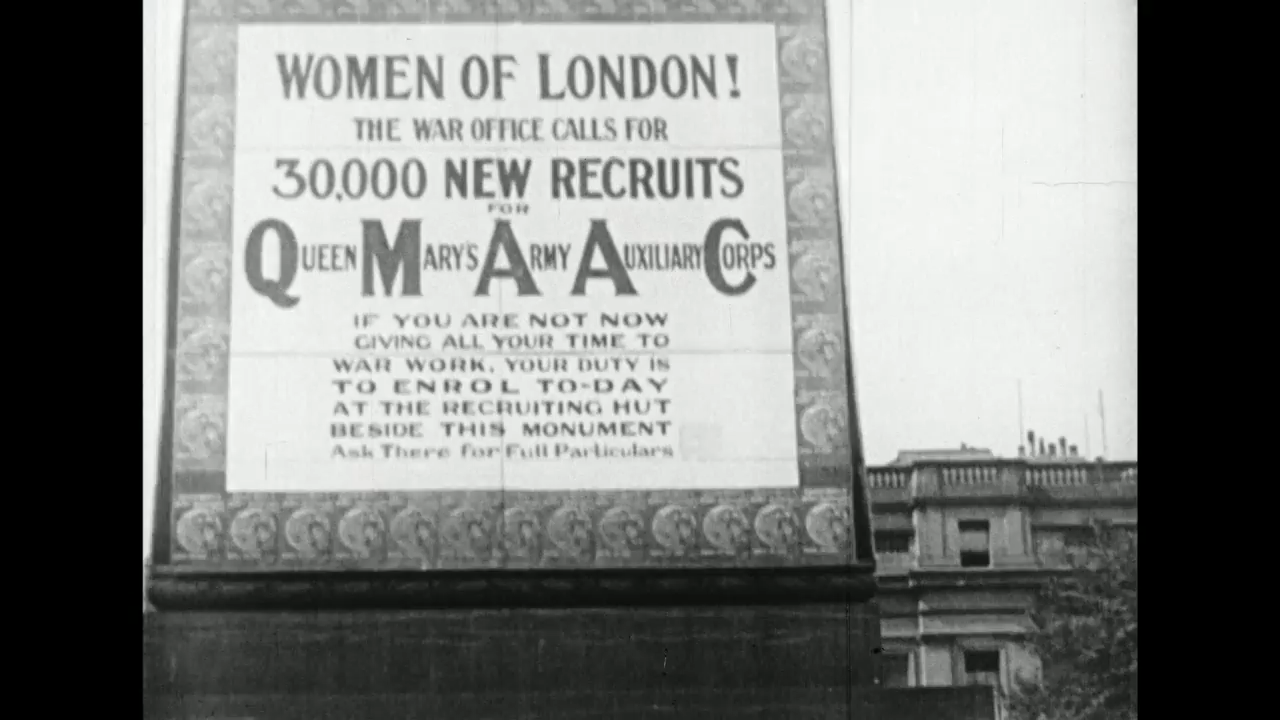 WOMEN OF LONDON!
THE WAR OFFICE CALLS FOR
30,000 NEW RECRUITS
FOR
QUEEN MARY'S ARMY AUXILIARY CORPS
IF YOU ARE NOT NOW
GIVING ALL YOUR TIME TO
WAR WORK, YOUR DUTY IS
TO ENROL TO-DAY
AT THE RECRUITING HUT
BESIDE THIS MONUMENT
Ask There for Full Particulars